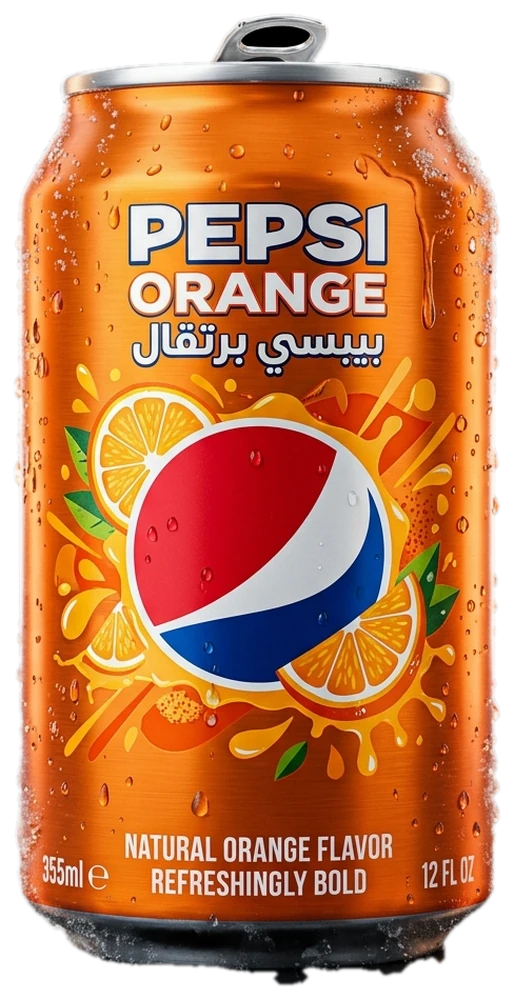 PEPSI
ORANGE
بيبسي برتقال
NATURAL ORANGE FLAVOR
REFRESHINGLY BOLD
355ml ℮
12 FL OZ